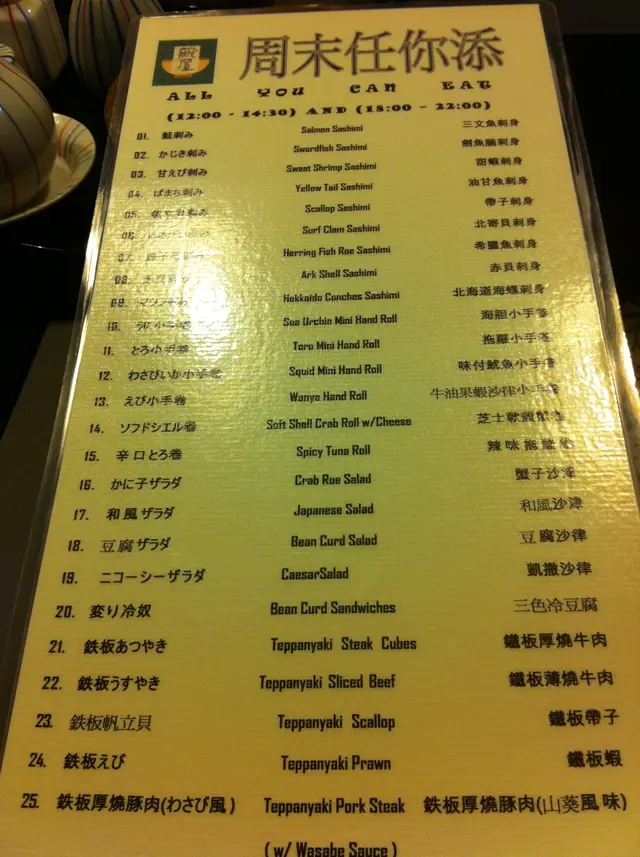 碗屋 周末任你添
ALL YOU CAN EAT
(12:00 - 14:30) AND (18:00 - 22:00)
01. 鮭刺み Salmon Sashimi 三文魚刺身
02. かじき刺み Swordfish Sashimi 劍魚腩刺身
03. 甘えび刺み Sweet Shrimp Sashimi 甜蝦刺身
04. はまち刺み Yellow Tail Sashimi 油甘魚刺身
05. Scallop Sashimi 帶子刺身
06. Surf Clam Sashimi 北寄貝刺身
07. Herring Fish Roe Sashimi 希靈魚刺身
08. Ark Shell Sashimi 赤貝刺身
09. Hokkaido Conches Sashimi 北海道海螺刺身
10. うに小手巻 Sea Urchin Mini Hand Roll 海胆小手卷
11. とろ小手巻 Toro Mini Hand Roll 拖羅小手卷
12. わさびいか小手巻 Squid Mini Hand Roll 味付魷魚小手卷
13. えび小手巻 Wanya Hand Roll 牛油果蝦沙律小手卷
14. ソフドシエル巻 Soft Shell Crab Roll w/Cheese 芝士軟殼蟹卷
15. 辛口とろ巻 Spicy Tuna Roll 辣味拖羅卷
16. かに子ザラダ Crab Roe Salad 蟹子沙津
17. 和風ザラダ Japanese Salad 和風沙津
18. 豆腐ザラダ Bean Curd Salad 豆腐沙律
19. ニコーシーザラダ CaesarSalad 凱撒沙律
20. 変り冷奴 Bean Curd Sandwiches 三色冷豆腐
21. 鉄板あつやき Teppanyaki Steak Cubes 鐵板厚燒牛肉
22. 鉄板うすやき Teppanyaki Sliced Beef 鐵板薄燒牛肉
23. 鉄板帆立貝 Teppanyaki Scallop 鐵板帶子
24. 鉄板えび Teppanyaki Prawn 鐵板蝦
25. 鉄板厚燒豚肉(わさび風) Teppanyaki Pork Steak 鉄板厚燒豚肉(山葵風味)
( w/ Wasabe Sauce )